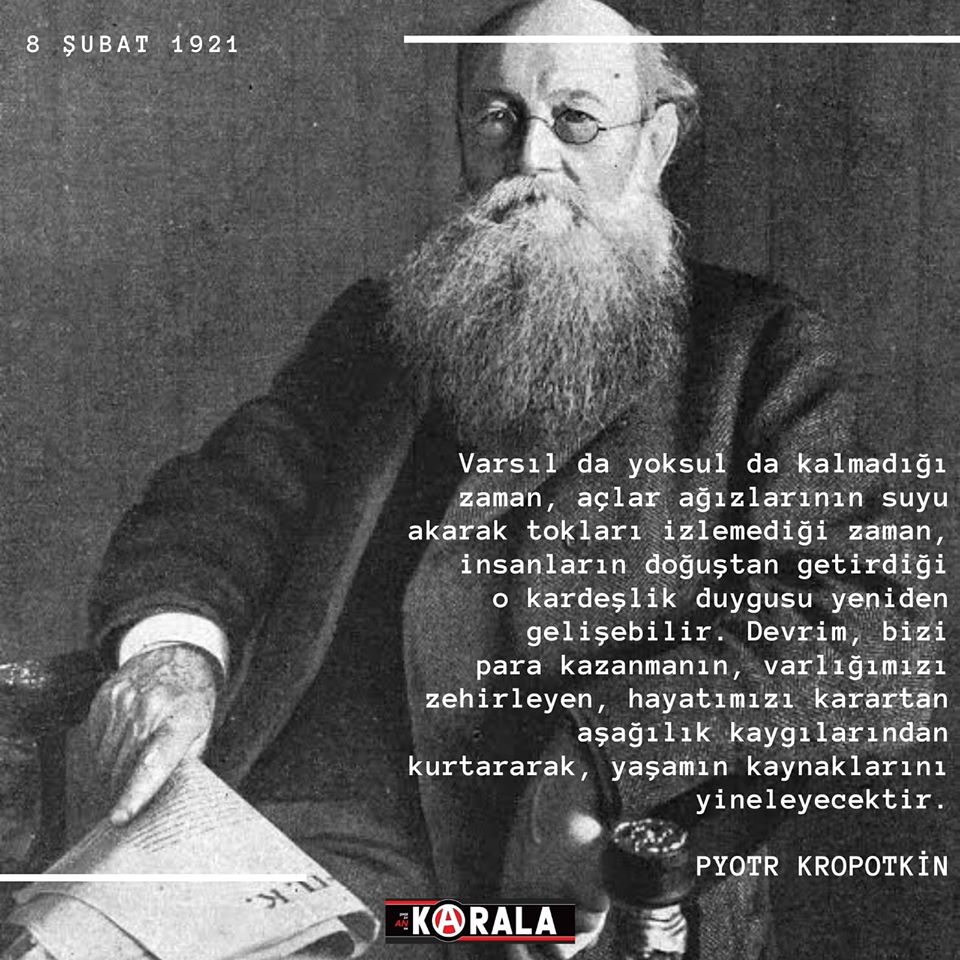 8 ŞUBAT 1921
Varsıl da yoksul da kalmadığı
zaman, açlar ağızlarının suyu
akarak tokları izlemediği zaman,
insanların doğuştan getirdiği
o kardeşlik duygusu yeniden
gelişebilir. Devrim, bizi
para kazanmanın, varlığımızı
zehirleyen, hayatımızı karartan
aşağılık kaygılarından
kurtararak, yaşamın kaynaklarını
yineleyecektir.
PYOTR KROPOTKİN
KARALA